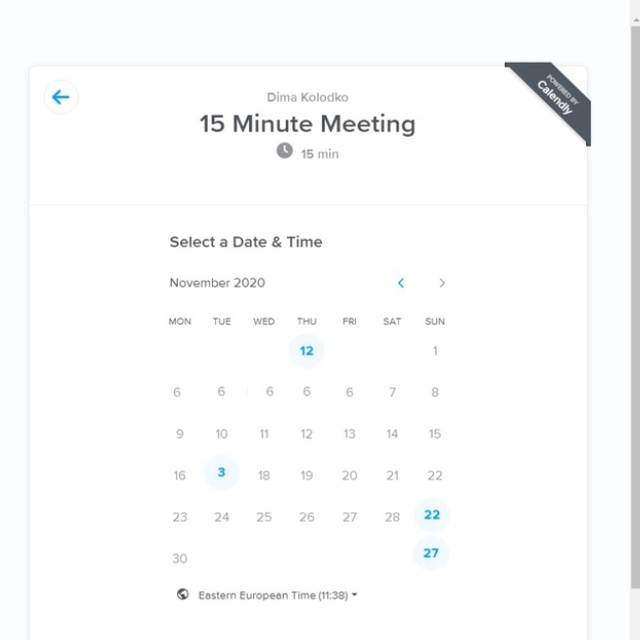 POWERED BY
Calendly
Dima Kolodko
15 Minute Meeting
15 min
Select a Date & Time
November 2020
MON TUE WED THU FRI SAT SUN
12 1
6 6 6 6 6 7 8
9 10 11 12 13 14 15
16 3 18 19 20 21 22
23 24 25 26 27 28 22
30 27
Eastern European Time (11:38)